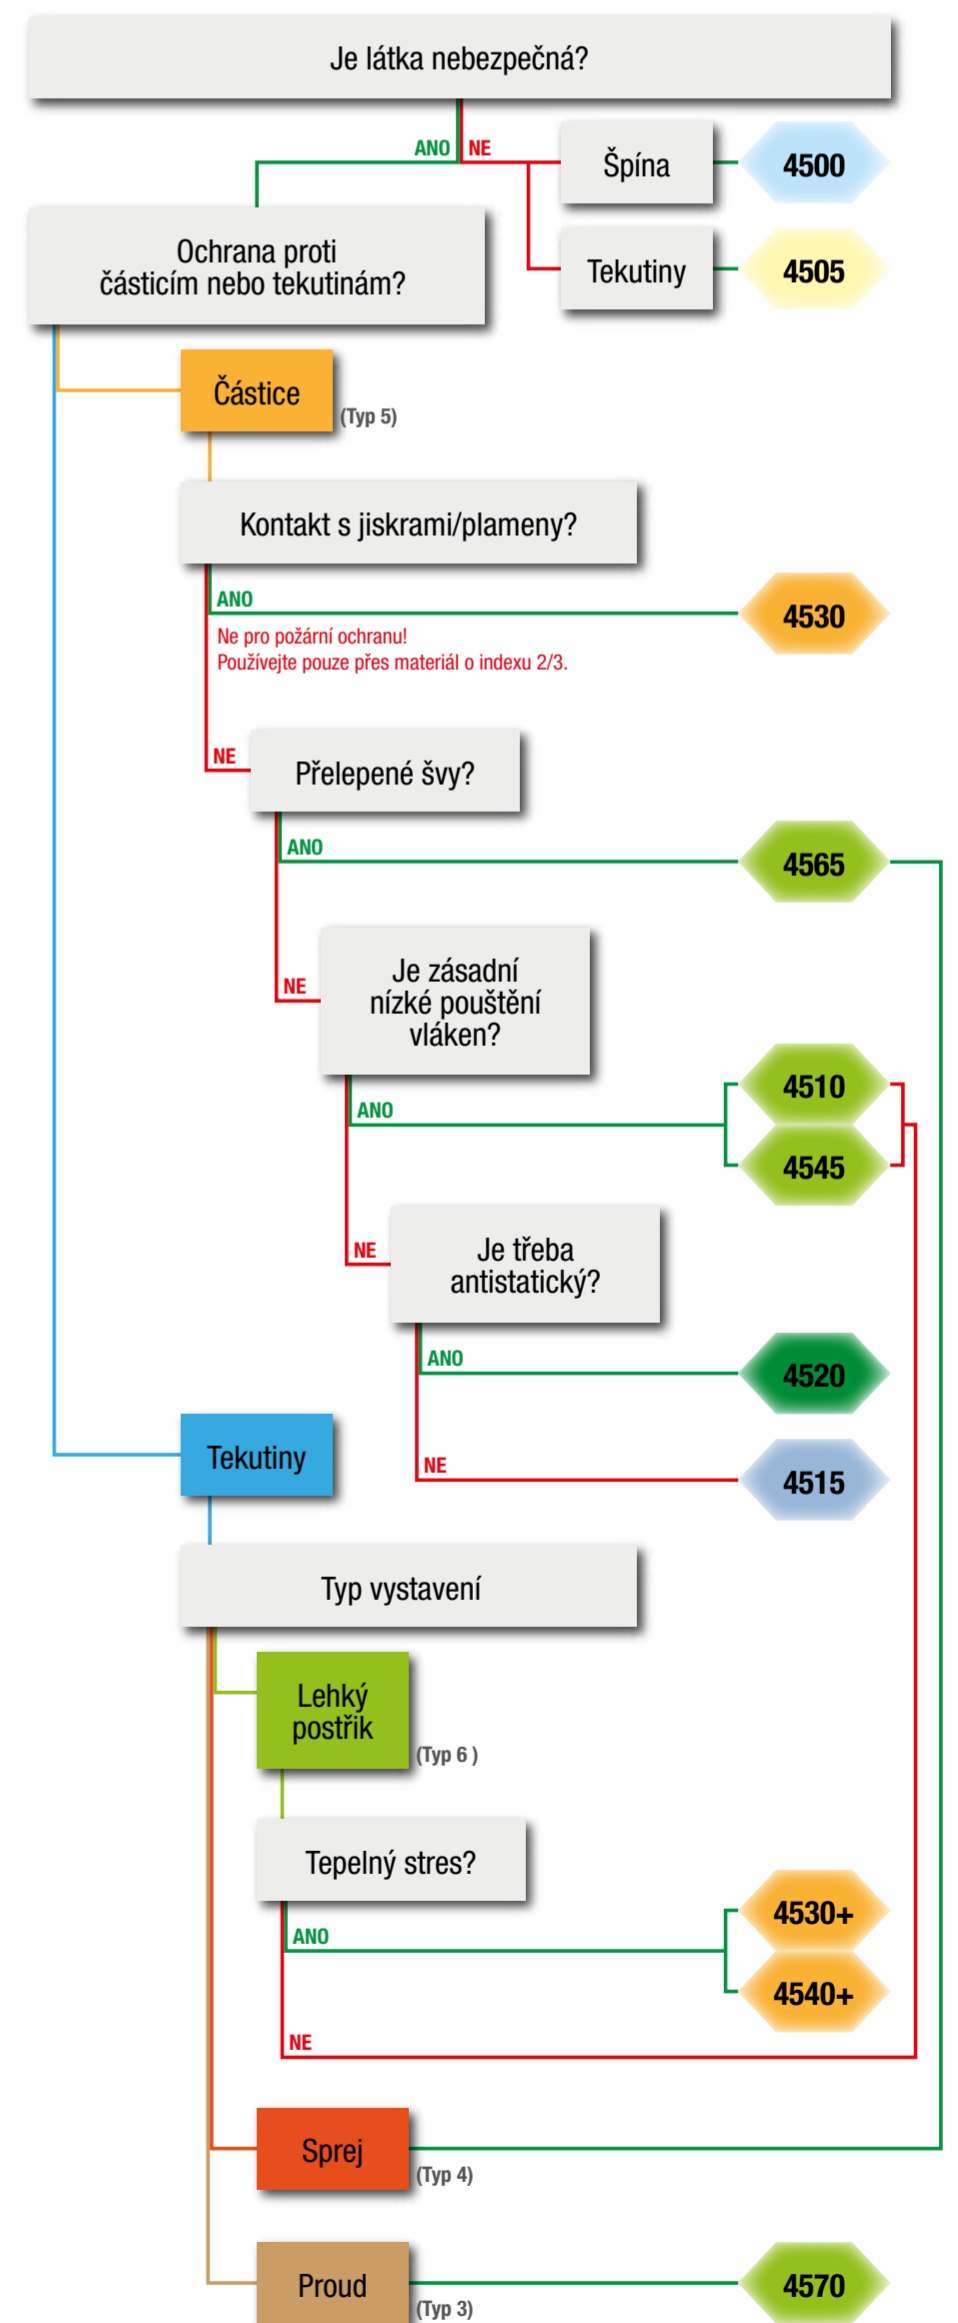 Je látka nebezpečná?
ANO
NE
Špína
4500
Ochrana proti
částicím nebo tekutinám?
Tekutiny
4505
Částice
(Typ 5)
Kontakt s jiskrami/plameny?
ANO
4530
Ne pro požární ochranu!
Používejte pouze přes materiál o indexu 2/3.
NE
Přelepené švy?
ANO
4565
NE
Je zásadní
nízké pouštění
vláken?
ANO
4510
4545
NE
Je třeba
antistatický?
ANO
4520
Tekutiny
NE
4515
Typ vystavení
Lehký
postřik
(Typ 6 )
Tepelný stres?
ANO
4530+
4540+
NE
Sprej
(Typ 4)
Proud
(Typ 3)
4570